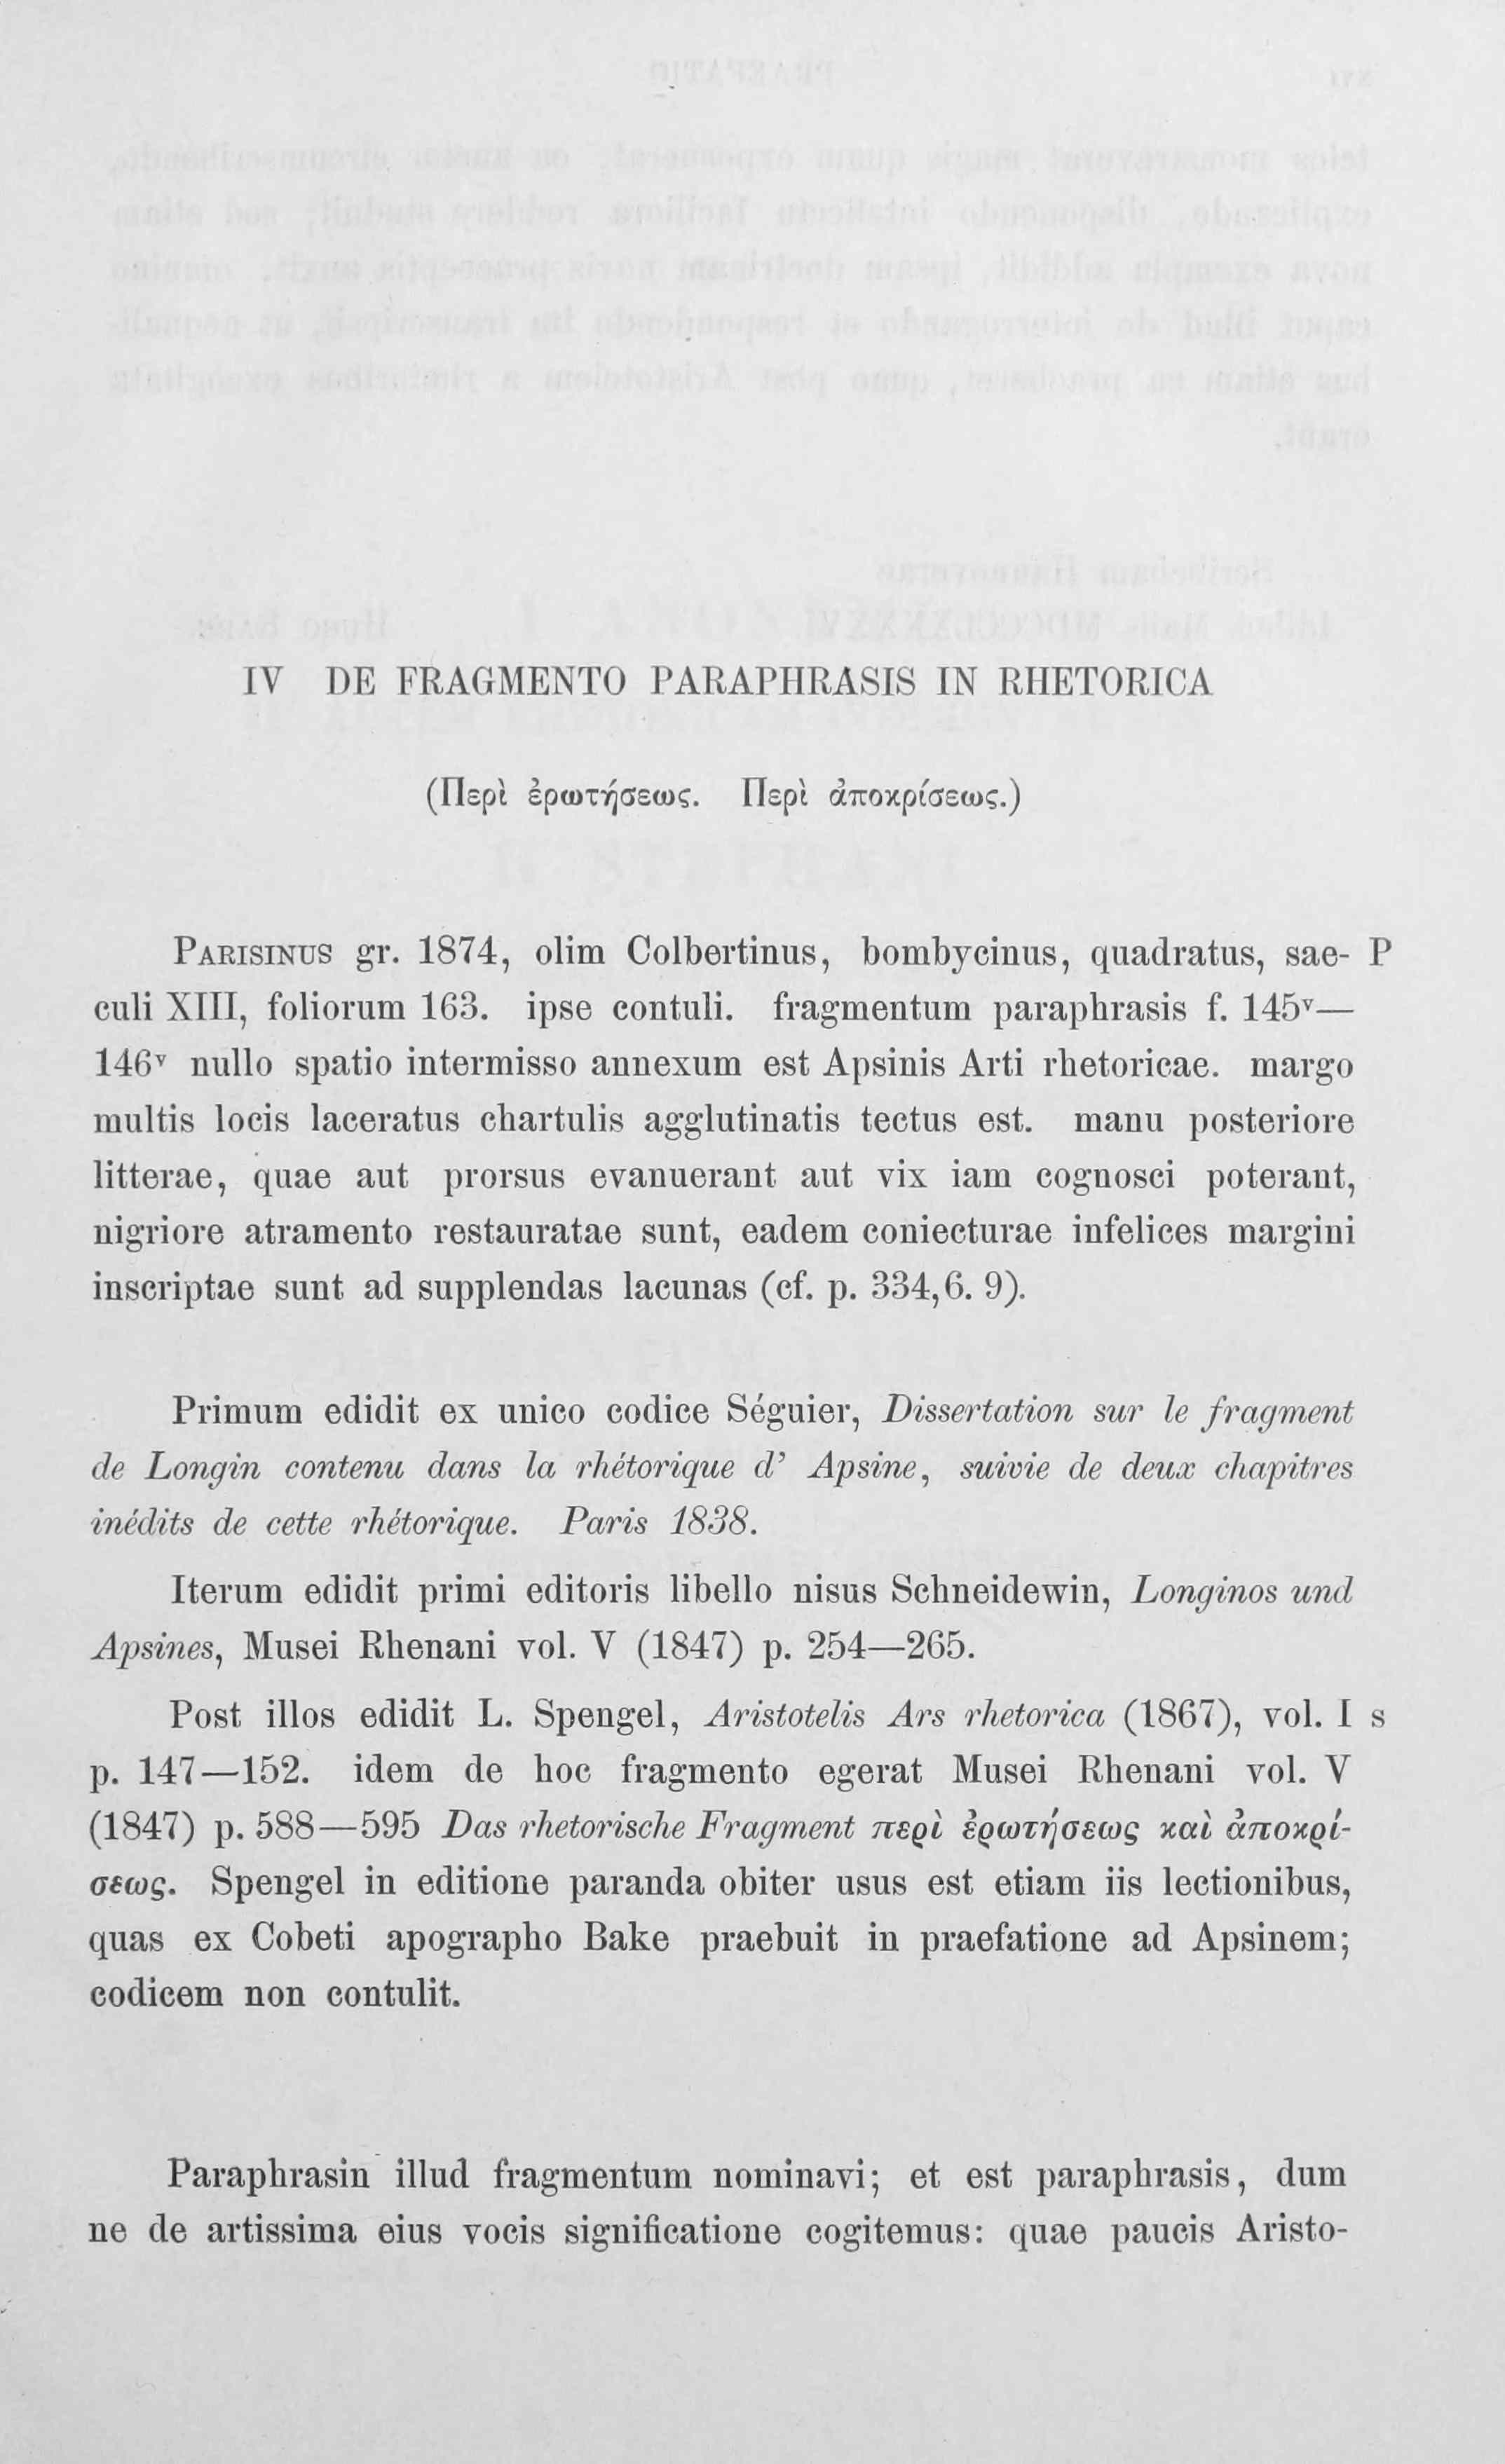 IV DE FRAGMENTO PARAPHRASIS IN RHETORICA
(Περὶ ἐρωτήσεως. Περὶ ἀποκρίσεως.)
PARISINUS gr. 1874, olim Colbertinus, bombycinus, quadratus, sae- P
culi XIII, foliorum 163. ipse contuli. fragmentum paraphrasis f. 145ᵛ—
146ᵛ nullo spatio intermisso annexum est Apsinis Arti rhetoricae. margo
multis locis laceratus chartulis agglutinatis tectus est. manu posteriore
litterae, quae aut prorsus evanuerant aut vix iam cognosci poterant,
nigriore atramento restauratae sunt, eadem coniecturae infelices margini
inscriptae sunt ad supplendas lacunas (cf. p. 334,6. 9).
Primum edidit ex unico codice Séguier, Dissertation sur le fragment
de Longin contenu dans la rhétorique d' Apsine, suivie de deux chapitres
inédits de cette rhétorique. Paris 1838.
Iterum edidit primi editoris libello nisus Schneidewin, Longinos und
Apsines, Musei Rhenani vol. V (1847) p. 254—265.
Post illos edidit L. Spengel, Aristotelis Ars rhetorica (1867), vol. I s
p. 147—152. idem de hoc fragmento egerat Musei Rhenani vol. V
(1847) p. 588—595 Das rhetorische Fragment περὶ ἐρωτήσεως καὶ ἀποκρί-
σεως. Spengel in editione paranda obiter usus est etiam iis lectionibus,
quas ex Cobeti apographo Bake praebuit in praefatione ad Apsinem;
codicem non contulit.
Paraphrasin illud fragmentum nominavi; et est paraphrasis, dum
ne de artissima eius vocis significatione cogitemus: quae paucis Aristo-